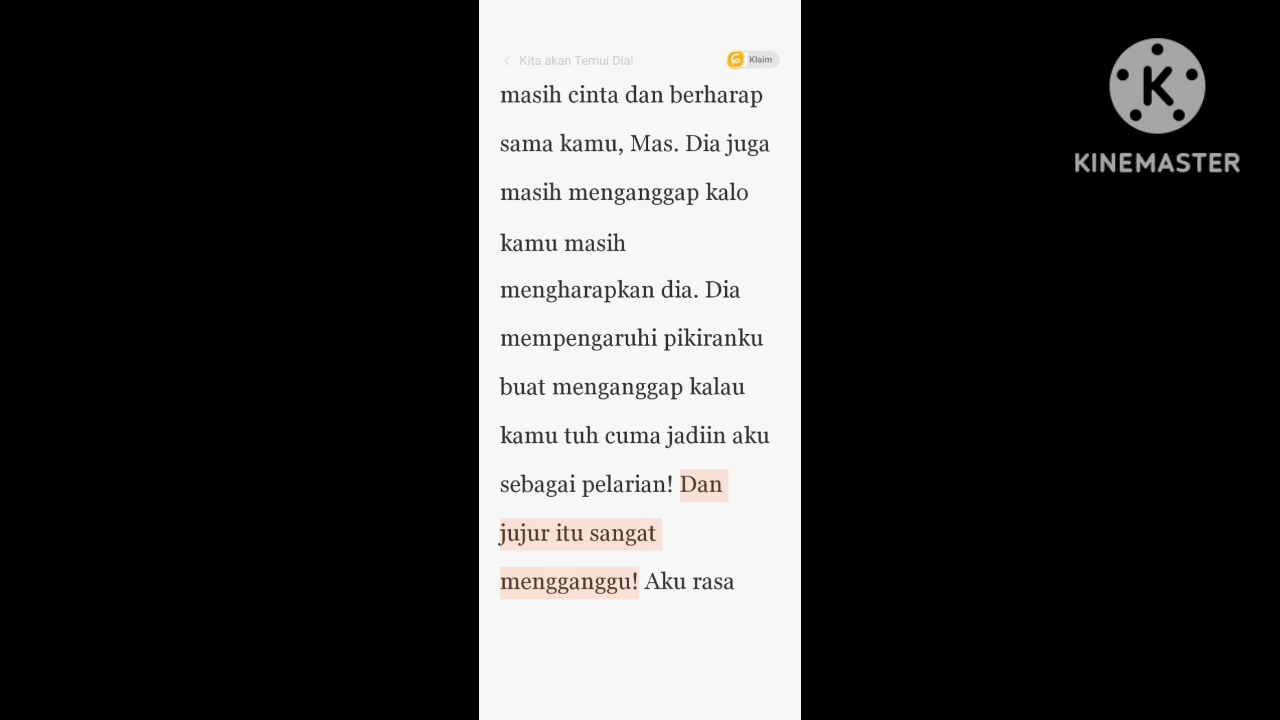 Kita akan Temui Dia!
Klaim
KINEMASTER
masih cinta dan berharap
sama kamu, Mas. Dia juga
masih menganggap kalo
kamu masih
mengharapkan dia. Dia
mempengaruhi pikiranku
buat menganggap kalau
kamu tuh cuma jadiin aku
sebagai pelarian! Dan
jujur itu sangat
mengganggu! Aku rasa